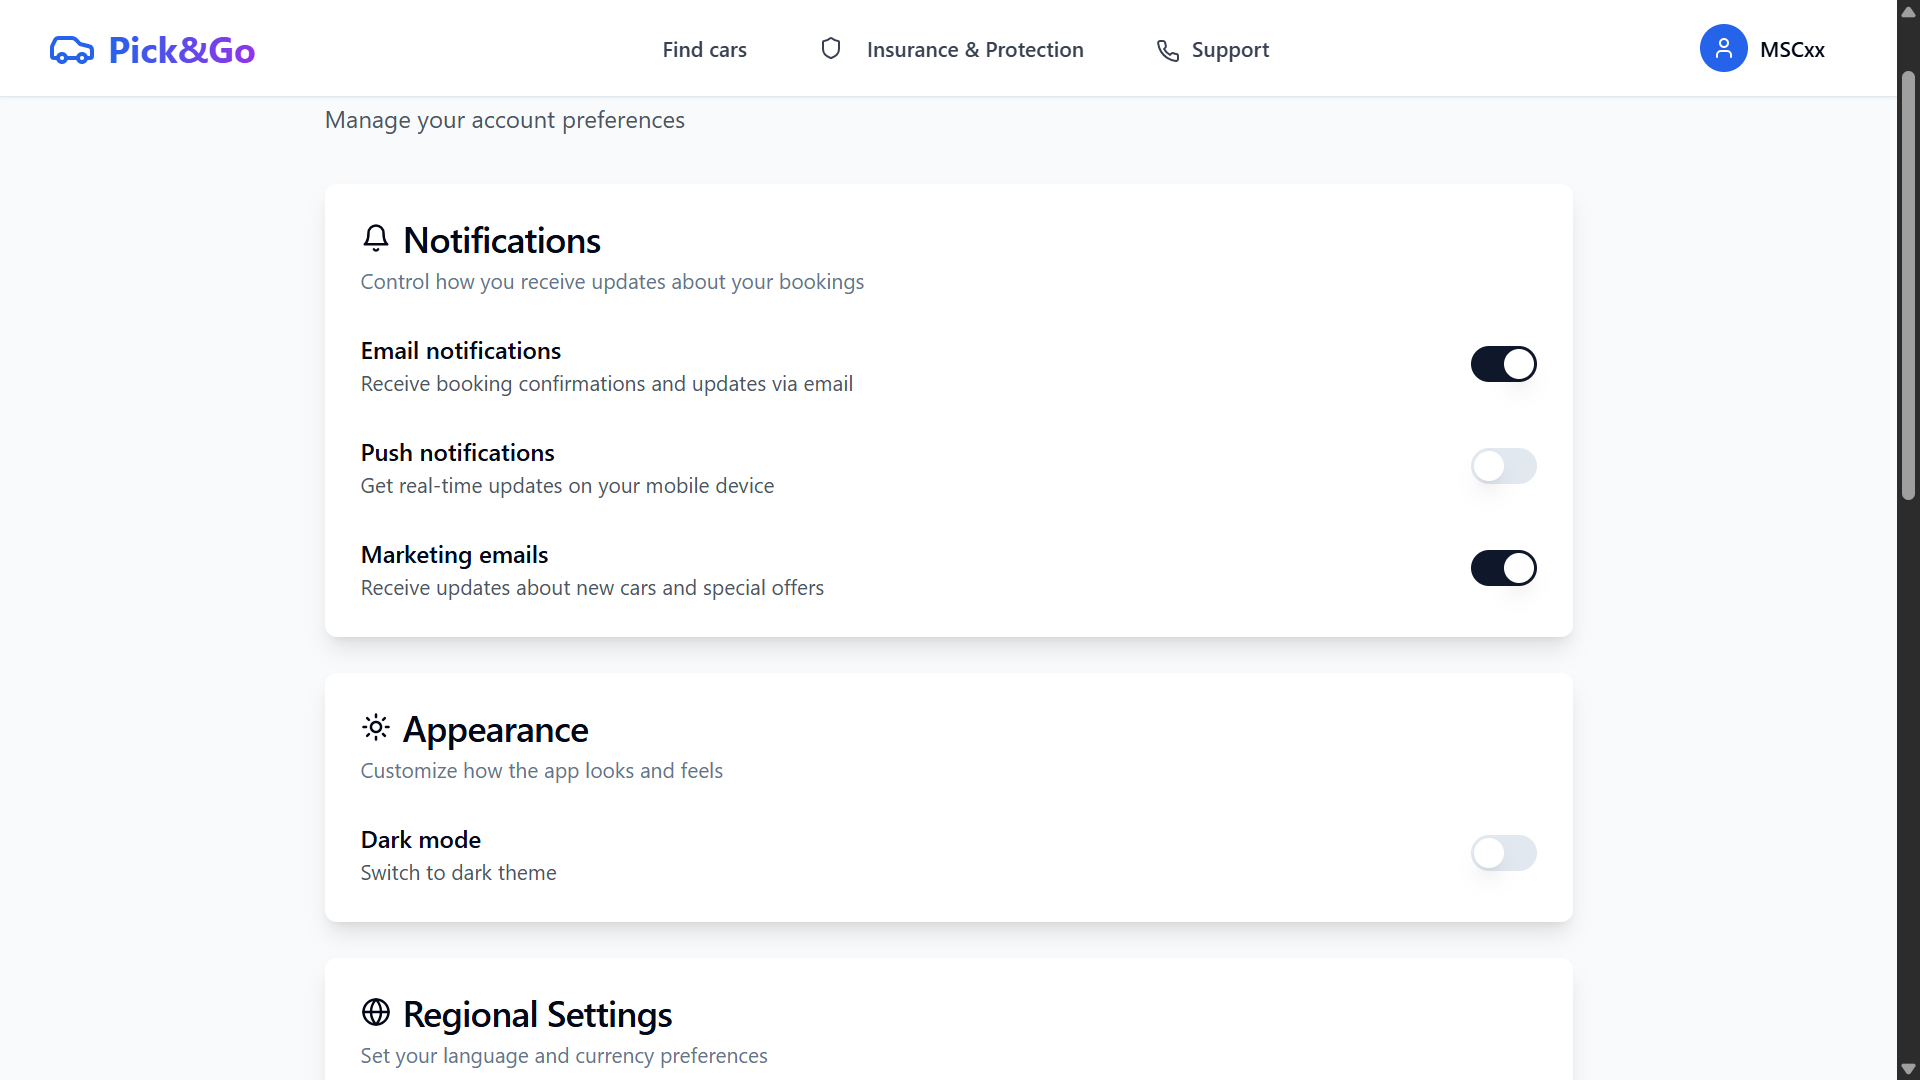 Pick&Go
Find cars
Insurance & Protection
Support
MSCxx
Manage your account preferences
Notifications
Control how you receive updates about your bookings
Email notifications
Receive booking confirmations and updates via email
Push notifications
Get real-time updates on your mobile device
Marketing emails
Receive updates about new cars and special offers
Appearance
Customize how the app looks and feels
Dark mode
Switch to dark theme
Regional Settings
Set your language and currency preferences